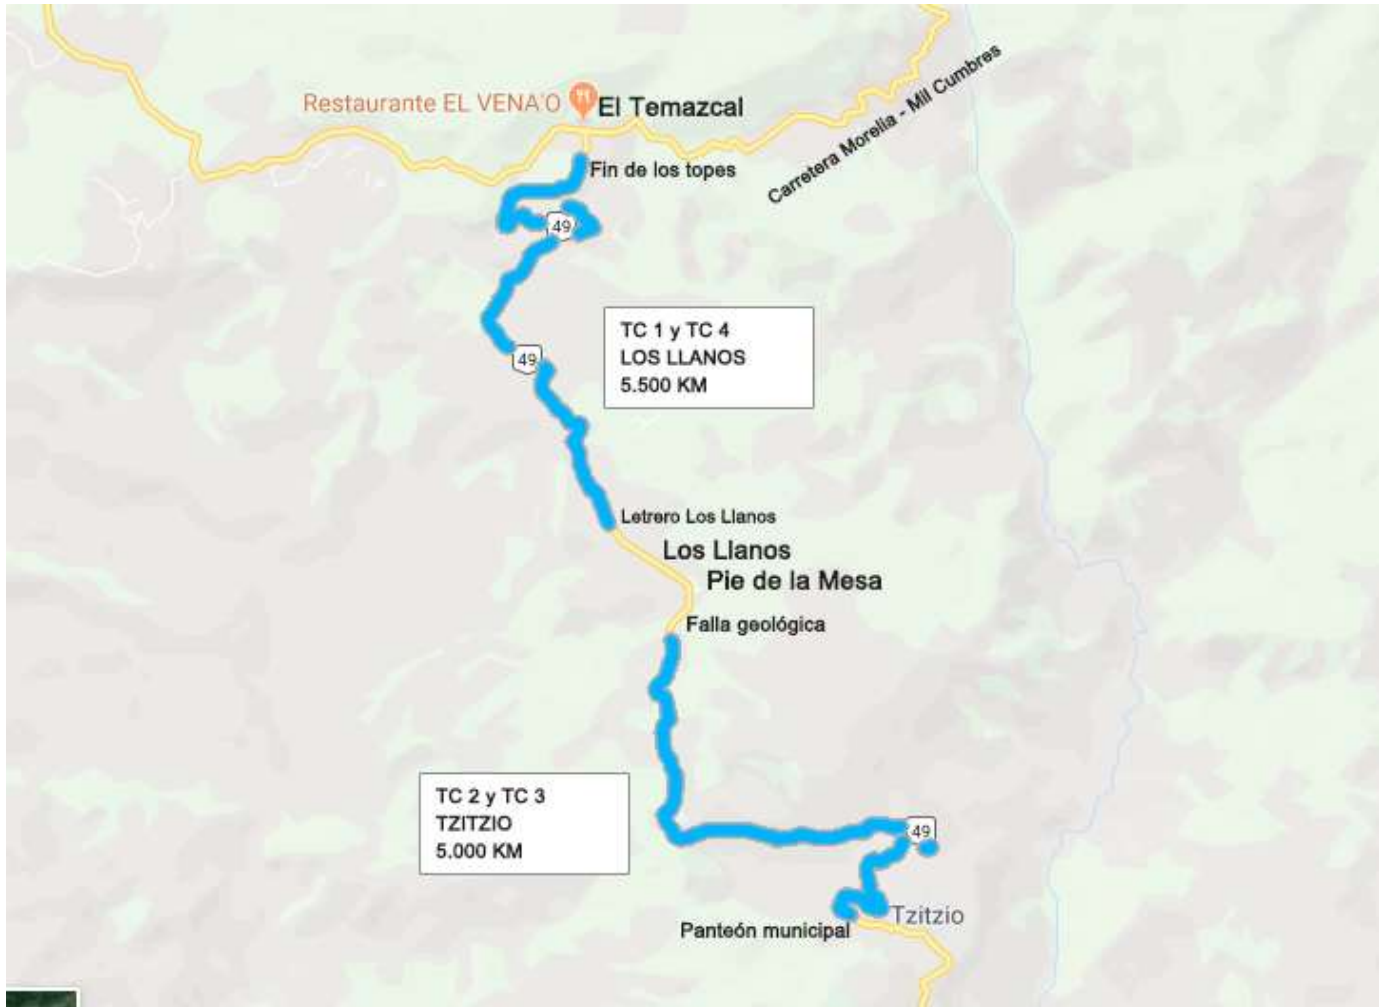 Restaurante EL VENA'O
El Temazcal
Carretera Morelia - Mil Cumbres
Fin de los topes
49
TC 1 y TC 4
LOS LLANOS
5.500 KM
49
Letrero Los Llanos
Los Llanos
Pie de la Mesa
Falla geológica
TC 2 y TC 3
TZITZIO
5.000 KM
49
Tzitzio
Panteón municipal